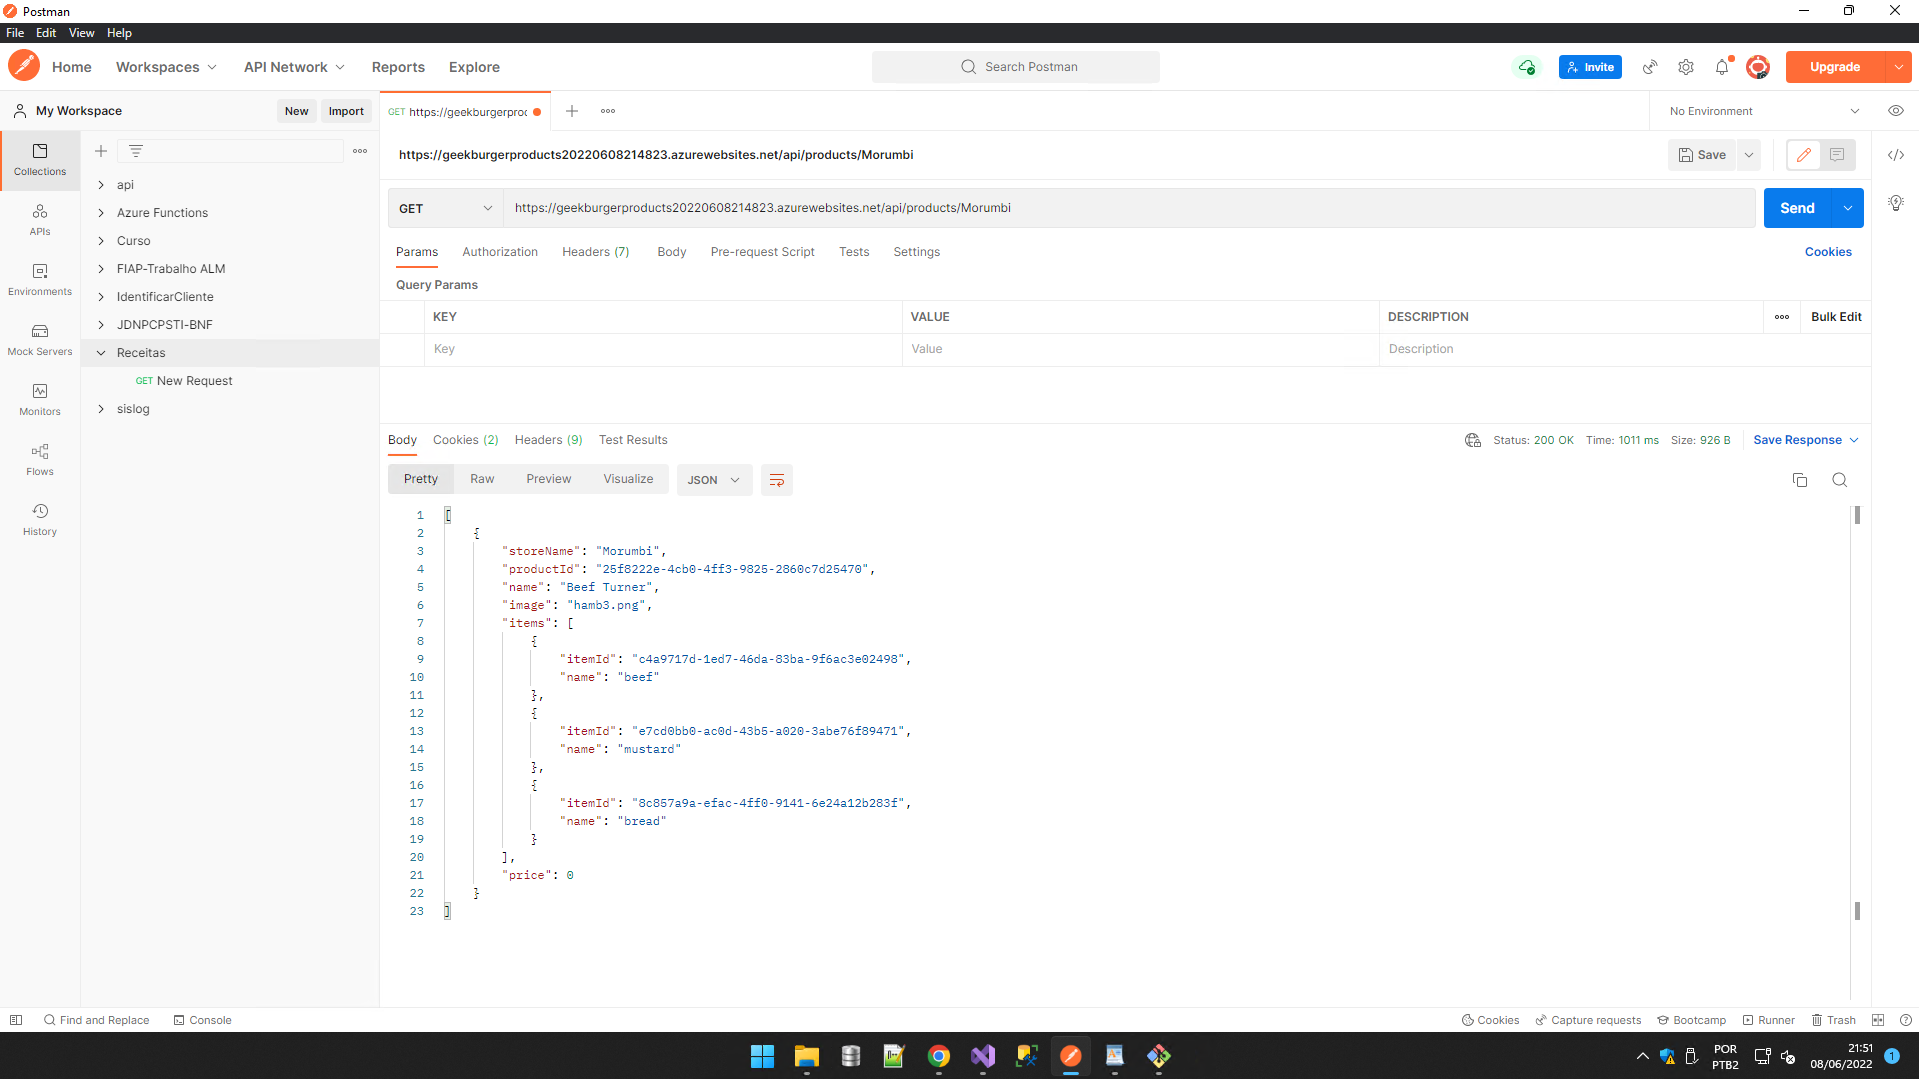 Postman
File Edit View Help
Home Workspaces API Network Reports Explore Search Postman Invite Upgrade
My Workspace New Import GET https://geekburgerproc No Environment
https://geekburgerproducts20220608214823.azurewebsites.net/api/products/Morumbi Save
Collections
APIs
Environments
Mock Servers
Monitors
Flows
History
api
Azure Functions
Curso
FIAP-Trabalho ALM
IdentificarCliente
JDNPCPSTI-BNF
Receitas
GET New Request
sislog
GET https://geekburgerproducts20220608214823.azurewebsites.net/api/products/Morumbi Send
Params Authorization Headers (7) Body Pre-request Script Tests Settings Cookies
Query Params
KEY VALUE DESCRIPTION Bulk Edit
Key Value Description
Body Cookies (2) Headers (9) Test Results Status: 200 OK Time: 1011 ms Size: 926 B Save Response
Pretty Raw Preview Visualize JSON
1 [
2 {
3 "storeName": "Morumbi",
4 "productId": "25f8222e-4cb0-4ff3-9825-2860c7d25470",
5 "name": "Beef Turner",
6 "image": "hamb3.png",
7 "items": [
8 {
9 "itemId": "c4a9717d-1ed7-46da-83ba-9f6ac3e02498",
10 "name": "beef"
11 },
12 {
13 "itemId": "e7cd0bb0-ac0d-43b5-a020-3abe76f89471",
14 "name": "mustard"
15 },
16 {
17 "itemId": "8c857a9a-efac-4ff0-9141-6e24a12b283f",
18 "name": "bread"
19 }
20 ],
21 "price": 0
22 }
23 ]
Find and Replace Console Cookies Capture requests Bootcamp Runner Trash
POR
PTB2
21:51
08/06/2022
1